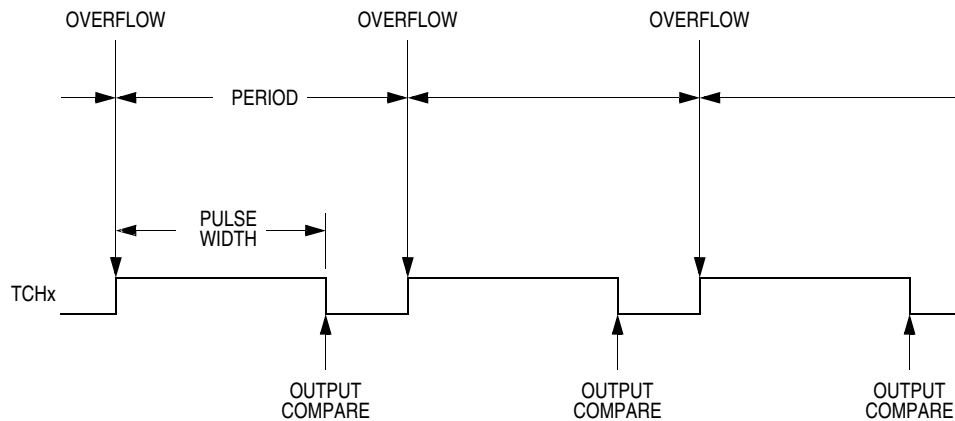 OVERFLOW OVERFLOW OVERFLOW
PERIOD
PULSE
WIDTH
TCHx
OUTPUT
COMPARE
OUTPUT
COMPARE
OUTPUT
COMPARE